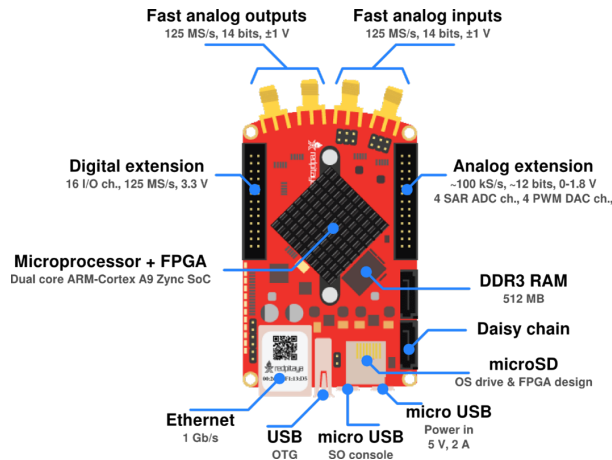 Fast analog outputs
125 MS/s, 14 bits, ±1 V
Fast analog inputs
125 MS/s, 14 bits, ±1 V
redpitaya
Digital extension
16 I/O ch., 125 MS/s, 3.3 V
Analog extension
~100 kS/s, ~12 bits, 0-1.8 V
4 SAR ADC ch., 4 PWM DAC ch.,
Microprocessor + FPGA
Dual core ARM-Cortex A9 Zync SoC
DDR3 RAM
512 MB
Daisy chain
microSD
OS drive & FPGA design
redpitaya
Ethernet
1 Gb/s
USB
OTG
micro USB
SO console
micro USB
Power in
5 V, 2 A